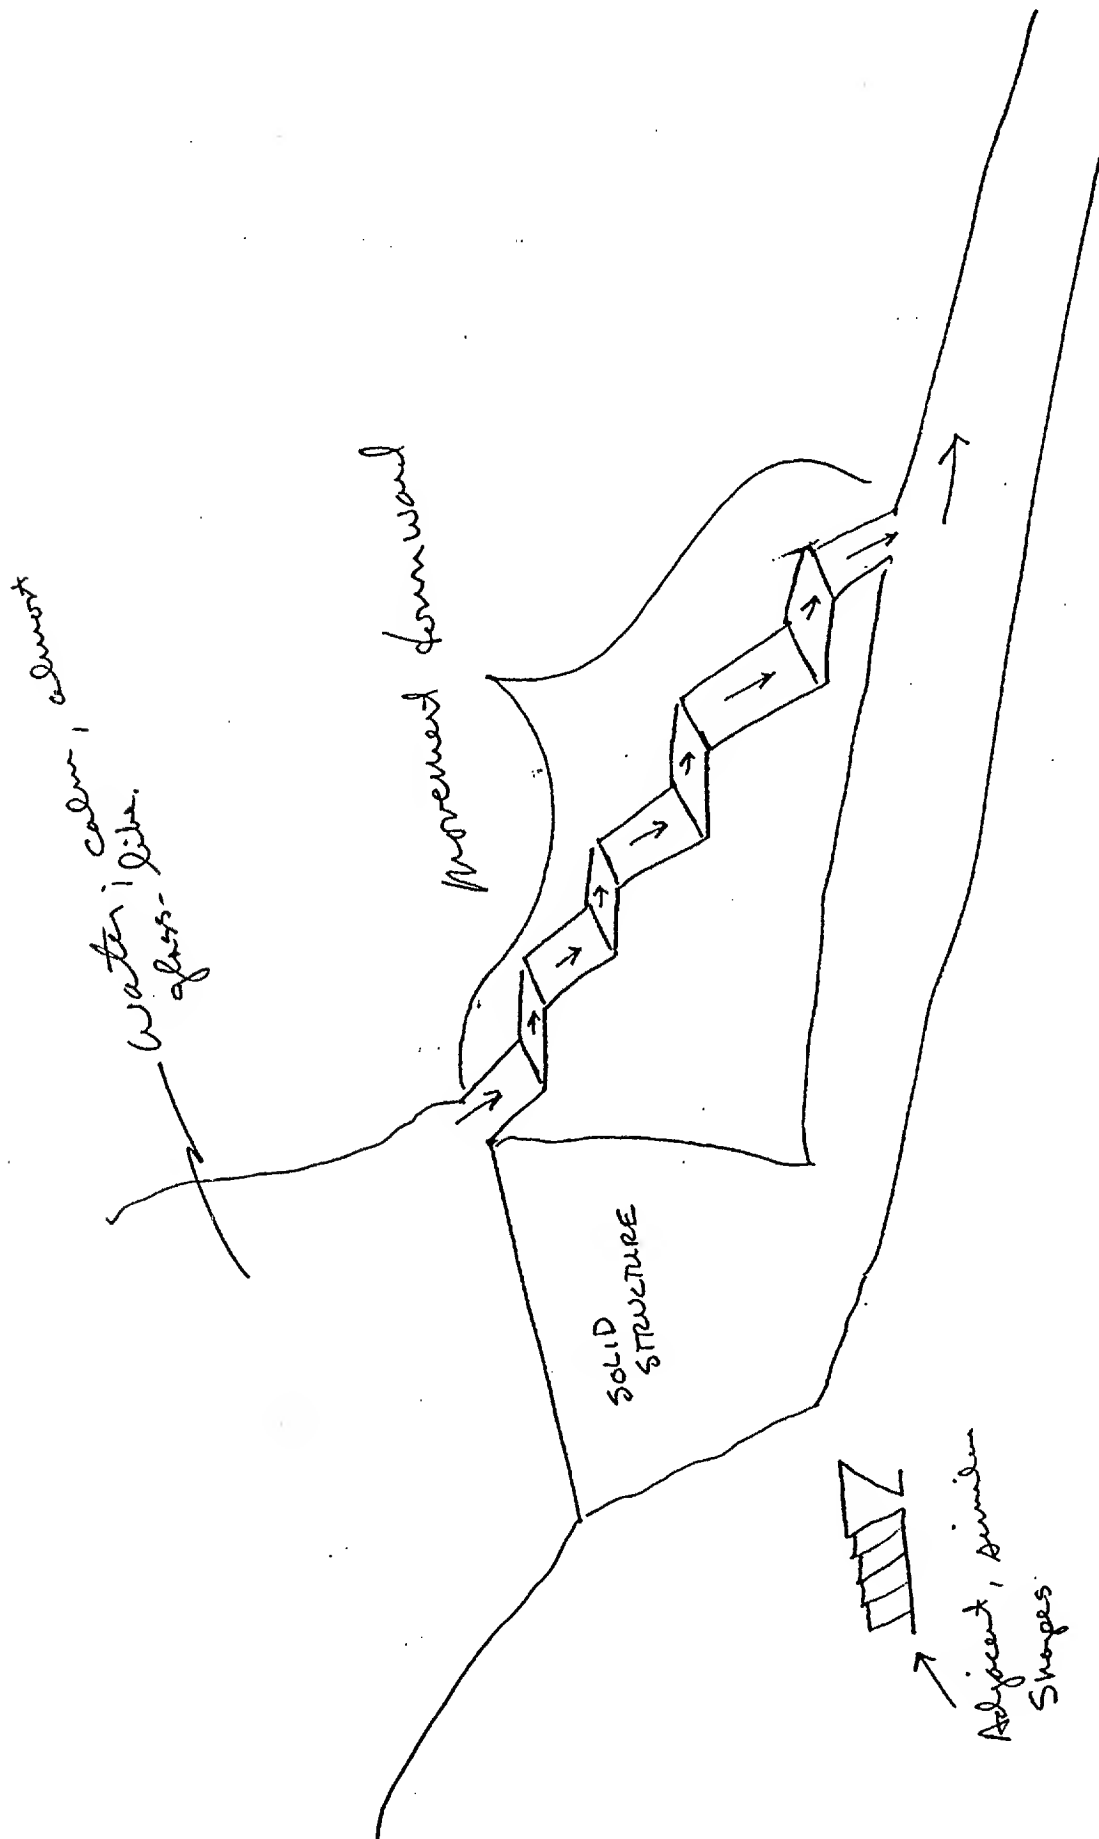 water; calm, almost
glass-like.
movement downward
SOLID
STRUCTURE
Adjacent, similar
Shapes